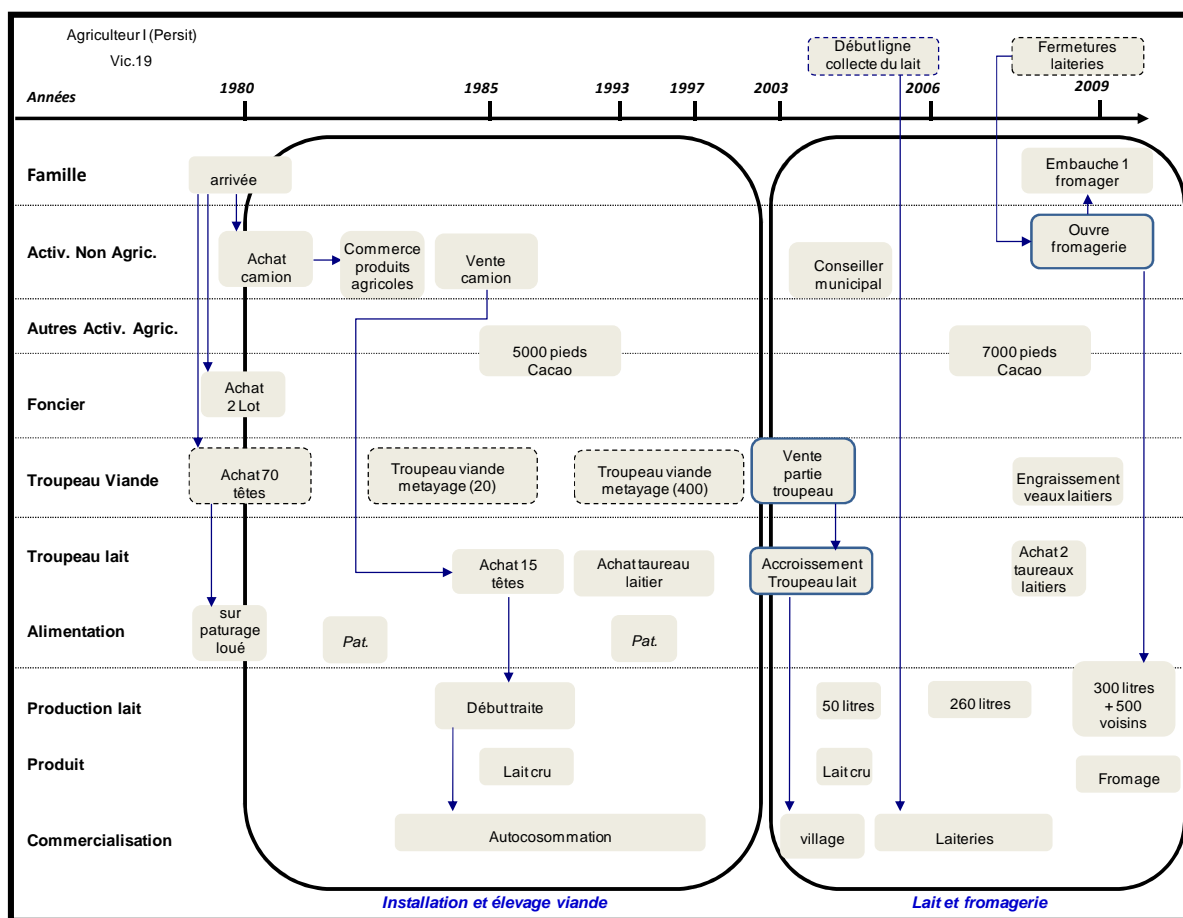 Agriculteur I (Persit)
Vic.19
Début ligne
collecte du lait
Fermetures
laiteries
Années
1980
1985
1993
1997
2003
2006
2009
Famille
arrivée
Embauche 1
fromager
Activ. Non Agric.
Achat
camion
Commerce
produits
agricoles
Vente
camion
Conseiller
municipal
Ouvre
fromagerie
Autres Activ. Agric.
5000 pieds
Cacao
7000 pieds
Cacao
Foncier
Achat
2 Lot
Troupeau Viande
Achat 70
têtes
Troupeau viande
metayage (20)
Troupeau viande
metayage (400)
Vente
partie
troupeau
Engraissement
veaux laitiers
Troupeau lait
Achat 15
têtes
Achat taureau
laitier
Accroissement
Troupeau lait
Achat 2
taureaux
laitiers
Alimentation
sur
paturage
loué
Pat.
Pat.
Production lait
Début traite
50 litres
260 litres
300 litres
+ 500
voisins
Produit
Lait cru
Lait cru
Fromage
Commercialisation
Autocosommation
village
Laiteries
Installation et élevage viande
Lait et fromagerie